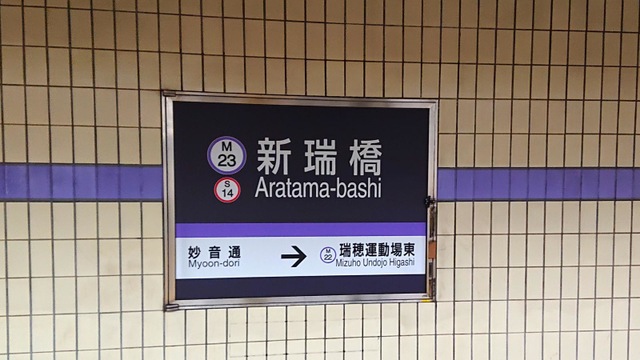 M
23
新瑞橋
S
14
Aratama-bashi
妙音通
Myoon-dori
→
M
22
瑞穂運動場東
Mizuho Undojo Higashi